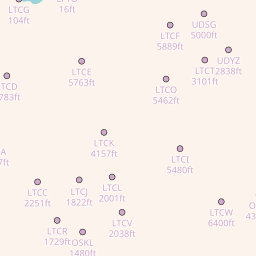 LTCG
104ft
16ft
UDSG
5000ft
LTCF
5889ft
UDYZ
2838ft
LTCT
3101ft
LTCE
5763ft
LTCD
783ft
LTCO
5462ft
LTCK
4157ft
LTCI
5480ft
A
7ft
LTCC
2251ft
LTCJ
1822ft
LTCL
2001ft
LTCW
6400ft
LTCV
2038ft
LTCR
1729ft
OSKL
1480ft